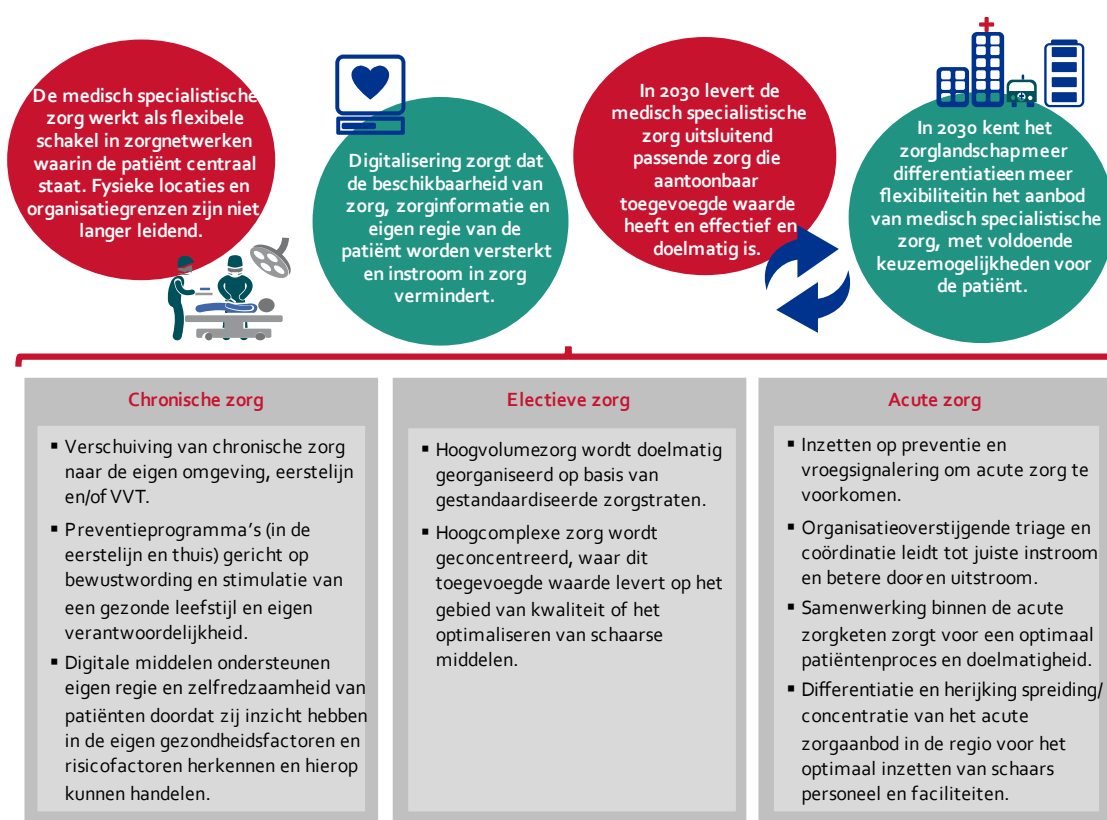 De medisch specialistische
zorg werkt als flexibele
schakel in zorgnetwerken
waarin de patiënt centraal
staat. Fysieke locaties en
organisatiegrenzen zijn niet
langer leidend.
Digitalisering zorgt dat
de beschikbaarheid van
zorg, zorginformatie en
eigen regie van de
patiënt worden versterkt
en instroom in zorg
vermindert.
In 2030 levert de
medisch specialistische
zorg uitsluitend
passende zorg die
aantoonbaar
toegevoegde waarde
heeft en effectief en
doelmatig is.
In 2030 kent het
zorglandschapmeer
differentiatieen meer
flexibiliteitin het aanbod
van medisch specialistische
zorg, met voldoende
keuzemogelijkheden voor
de patiënt.
Chronische zorg
▪ Verschuiving van chronische zorg
naar de eigen omgeving, eerstelijn
en/of VVT.
▪ Preventieprogramma's (in de
eerstelijn en thuis) gericht op
bewustwording en stimulatie van
een gezonde leefstijl en eigen
verantwoordelijkheid.
▪ Digitale middelen ondersteunen
eigen regie en zelfredzaamheid van
patiënten doordat zij inzicht hebben
in de eigen gezondheidsfactoren en
risicofactoren herkennen en hierop
kunnen handelen.
Electieve zorg
▪ Hoogvolumezorg wordt doelmatig
georganiseerd op basis van
gestandaardiseerde zorgstraten.
▪ Hoogcomplexe zorg wordt
geconcentreerd, waar dit
toegevoegde waarde levert op het
gebied van kwaliteit of het
optimaliseren van schaarse
middelen.
Acute zorg
▪ Inzetten op preventie en
vroegsignalering om acute zorg te
voorkomen.
▪ Organisatieoverstijgende triage en
coördinatie leidt tot juiste instroom
en betere door-en uitstroom.
▪ Samenwerking binnen de acute
zorgketen zorgt voor een optimaal
patiëntenproces en doelmatigheid.
▪ Differentiatie en herijking spreiding/
concentratie van het acute
zorgaanbod in de regio voor het
optimaal inzetten van schaars
personeel en faciliteiten.